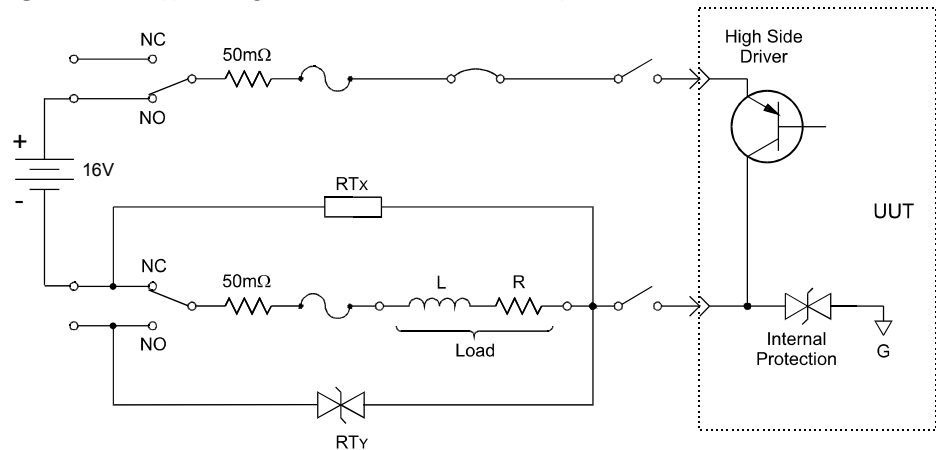 NC
50mΩ
NO
High Side
Driver
+
16V
-
RTX
UUT
NC
50mΩ
L
R
NO
Load
Internal
Protection
G
RTY